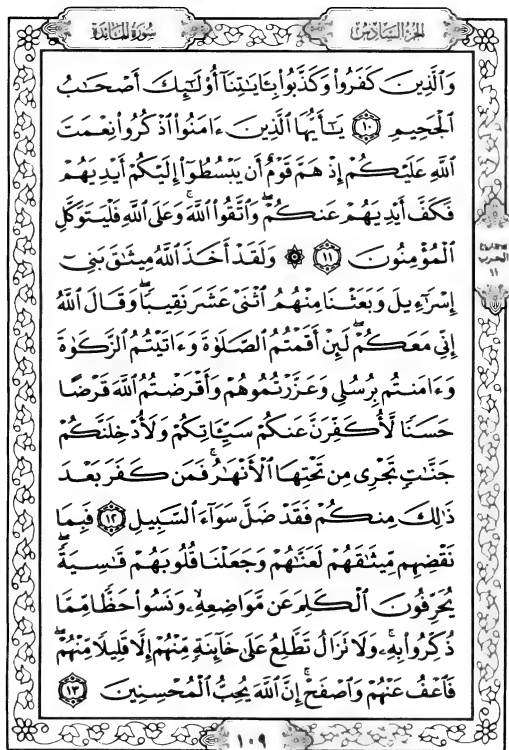 الجزء السادس
سورة المائدة
وَٱلَّذِينَ كَفَرُوا۟ وَكَذَّبُوا۟ بِـَٔايَـٰتِنَآ أُو۟لَـٰٓئِكَ أَصْحَـٰبُ
ٱلْجَحِيمِ ١٠ يَـٰٓأَيُّهَا ٱلَّذِينَ ءَامَنُوا۟ ٱذْكُرُوا۟ نِعْمَتَ
ٱللَّهِ عَلَيْكُمْ إِذْ هَمَّ قَوْمٌ أَن يَبْسُطُوٓا۟ إِلَيْكُمْ أَيْدِيَهُمْ
فَكَفَّ أَيْدِيَهُمْ عَنكُمْ ۖ وَٱتَّقُوا۟ ٱللَّهَ ۚ وَعَلَى ٱللَّهِ فَلْيَتَوَكَّلِ
ٱلْمُؤْمِنُونَ ١١ ۞ وَلَقَدْ أَخَذَ ٱللَّهُ مِيثَـٰقَ بَنِىٓ
إِسْرَٰٓءِيلَ وَبَعَثْنَا مِنْهُمُ ٱثْنَىْ عَشَرَ نَقِيبًا ۖ وَقَالَ ٱللَّهُ
إِنِّى مَعَكُمْ ۖ لَئِنْ أَقَمْتُمُ ٱلصَّلَوٰةَ وَءَاتَيْتُمُ ٱلزَّكَوٰةَ
وَءَامَنتُم بِرُسُلِى وَعَزَّرْتُمُوهُمْ وَأَقْرَضْتُمُ ٱللَّهَ قَرْضًا
حَسَنًا لَّأُكَفِّرَنَّ عَنكُمْ سَيِّـَٔاتِكُمْ وَلَأُدْخِلَنَّكُمْ
جَنَّـٰتٍ تَجْرِى مِن تَحْتِهَا ٱلْأَنْهَـٰرُ ۚ فَمَن كَفَرَ بَعْدَ
ذَٰلِكَ مِنكُمْ فَقَدْ ضَلَّ سَوَآءَ ٱلسَّبِيلِ ١٢ فَبِمَا
نَقْضِهِم مِّيثَـٰقَهُمْ لَعَنَّـٰهُمْ وَجَعَلْنَا قُلُوبَهُمْ قَـٰسِيَةً ۖ
يُحَرِّفُونَ ٱلْكَلِمَ عَن مَّوَاضِعِهِۦ ۙ وَنَسُوا۟ حَظًّا مِّمَّا
ذُكِّرُوا۟ بِهِۦ ۚ وَلَا تَزَالُ تَطَّلِعُ عَلَىٰ خَآئِنَةٍ مِّنْهُمْ إِلَّا قَلِيلًا مِّنْهُمْ ۖ
فَٱعْفُ عَنْهُمْ وَٱصْفَحْ ۚ إِنَّ ٱللَّهَ يُحِبُّ ٱلْمُحْسِنِينَ ١٣
الحزب
١١
١٠٩